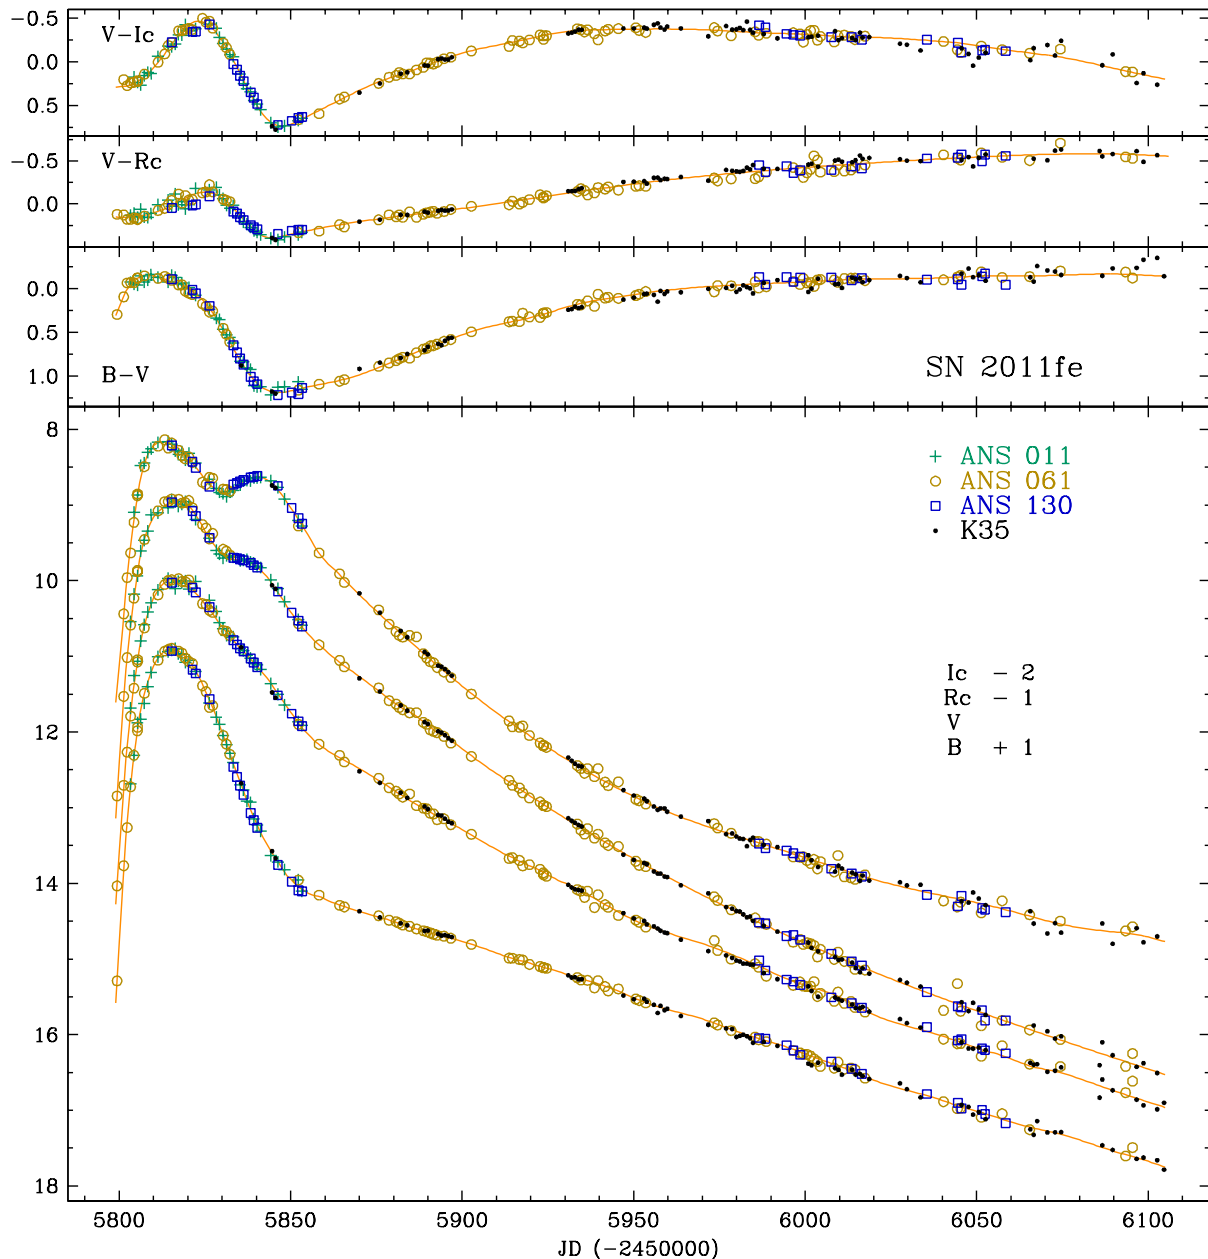 −0.5
V−Ic
0.0
0.5
−0.5
V−Rc
0.0
0.0
0.5
B−V
SN 2011fe
1.0
8
ANS 011
ANS 061
ANS 130
K35
10
Ic − 2
Rc − 1
V
B + 1
12
14
16
18
5800 5850 5900 5950 6000 6050 6100
JD (−2450000)